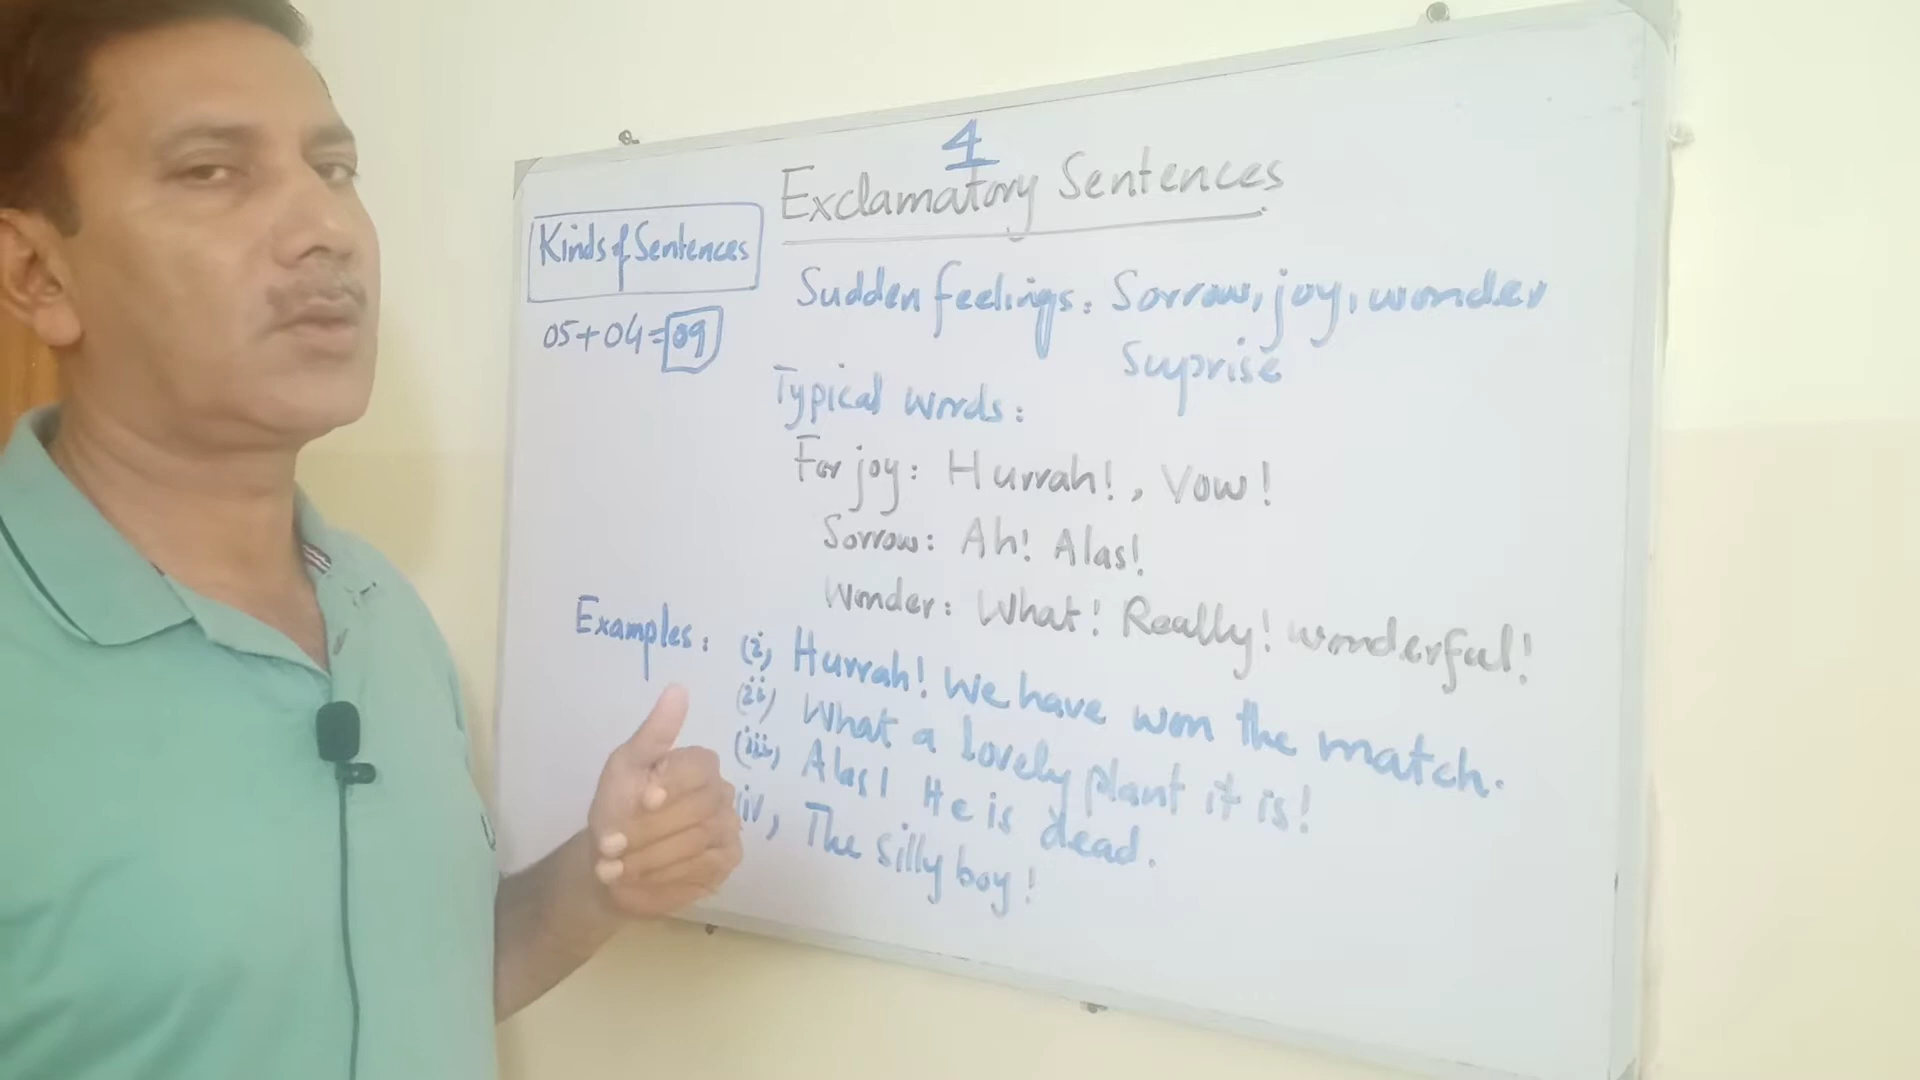 4
Exclamatory Sentences
Kinds of Sentences
05+04=09
Sudden feelings: Sorrow, joy, wonder
Suprise
Typical words:
For joy: Hurrah!, Vow!
Sorrow: Ah! Alas!
Wonder: What! Really! wonderful!
Examples: (i) Hurrah! We have won the match.
(ii) What a lovely plant it is!
(iii) Alas! He is dead.
(iv) The silly boy!